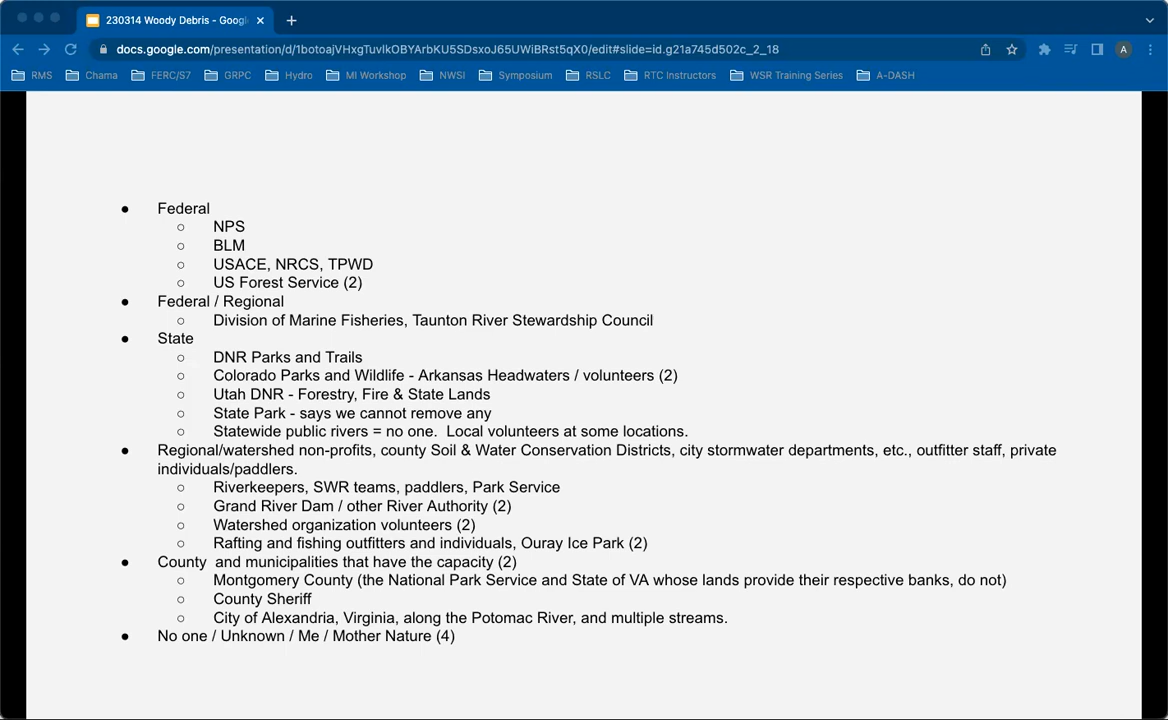 230314 Woody Debris - Googl
docs.google.com/presentation/d/1botoajVHxgTuvlkOBYArbKU5SDsxoJ65UWiBRst5qX0/edit#slide=id.g21a745d502c_2_18
A
RMS Chama FERC/S7 GRPC Hydro MI Workshop NWSI Symposium RSLC RTC Instructors WSR Training Series A-DASH
● Federal
○ NPS
○ BLM
○ USACE, NRCS, TPWD
○ US Forest Service (2)
● Federal / Regional
○ Division of Marine Fisheries, Taunton River Stewardship Council
● State
○ DNR Parks and Trails
○ Colorado Parks and Wildlife - Arkansas Headwaters / volunteers (2)
○ Utah DNR - Forestry, Fire & State Lands
○ State Park - says we cannot remove any
○ Statewide public rivers = no one.  Local volunteers at some locations.
● Regional/watershed non-profits, county Soil & Water Conservation Districts, city stormwater departments, etc., outfitter staff, private
individuals/paddlers.
○ Riverkeepers, SWR teams, paddlers, Park Service
○ Grand River Dam / other River Authority (2)
○ Watershed organization volunteers (2)
○ Rafting and fishing outfitters and individuals, Ouray Ice Park (2)
● County  and municipalities that have the capacity (2)
○ Montgomery County (the National Park Service and State of VA whose lands provide their respective banks, do not)
○ County Sheriff
○ City of Alexandria, Virginia, along the Potomac River, and multiple streams.
● No one / Unknown / Me / Mother Nature (4)